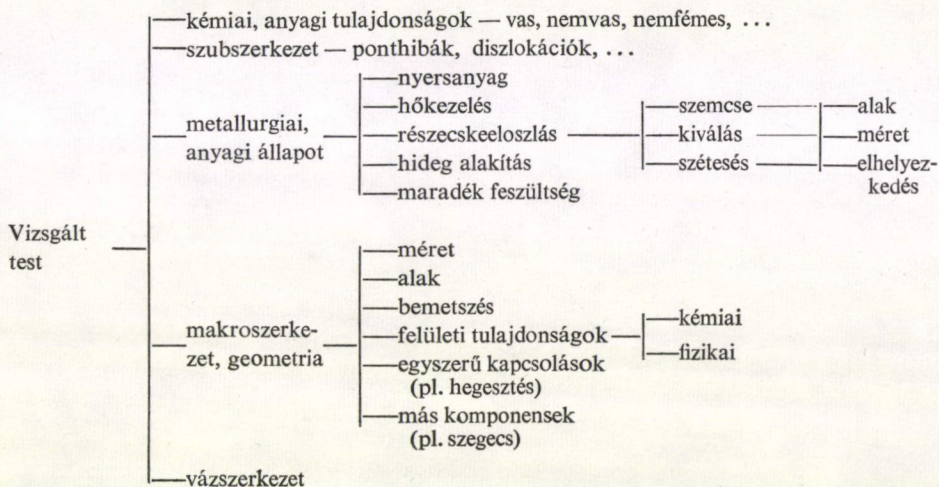 kémiai, anyagi tulajdonságok — vas, nemvas, nemfémes, ...
szubszerkezet — ponthibák, diszlokációk, ...
metallurgiai,
anyagi állapot
nyersanyag
hőkezelés
részecskeeloszlás
hideg alakítás
maradék feszültség
szemcse
kiválás
szétesés
alak
méret
elhelyez-
kedés
Vizsgált
test
makroszerke-
zet, geometria
méret
alak
bemetszés
felületi tulajdonságok
egyszerű kapcsolások
(pl. hegesztés)
más komponensek
(pl. szegecs)
kémiai
fizikai
vázszerkezet